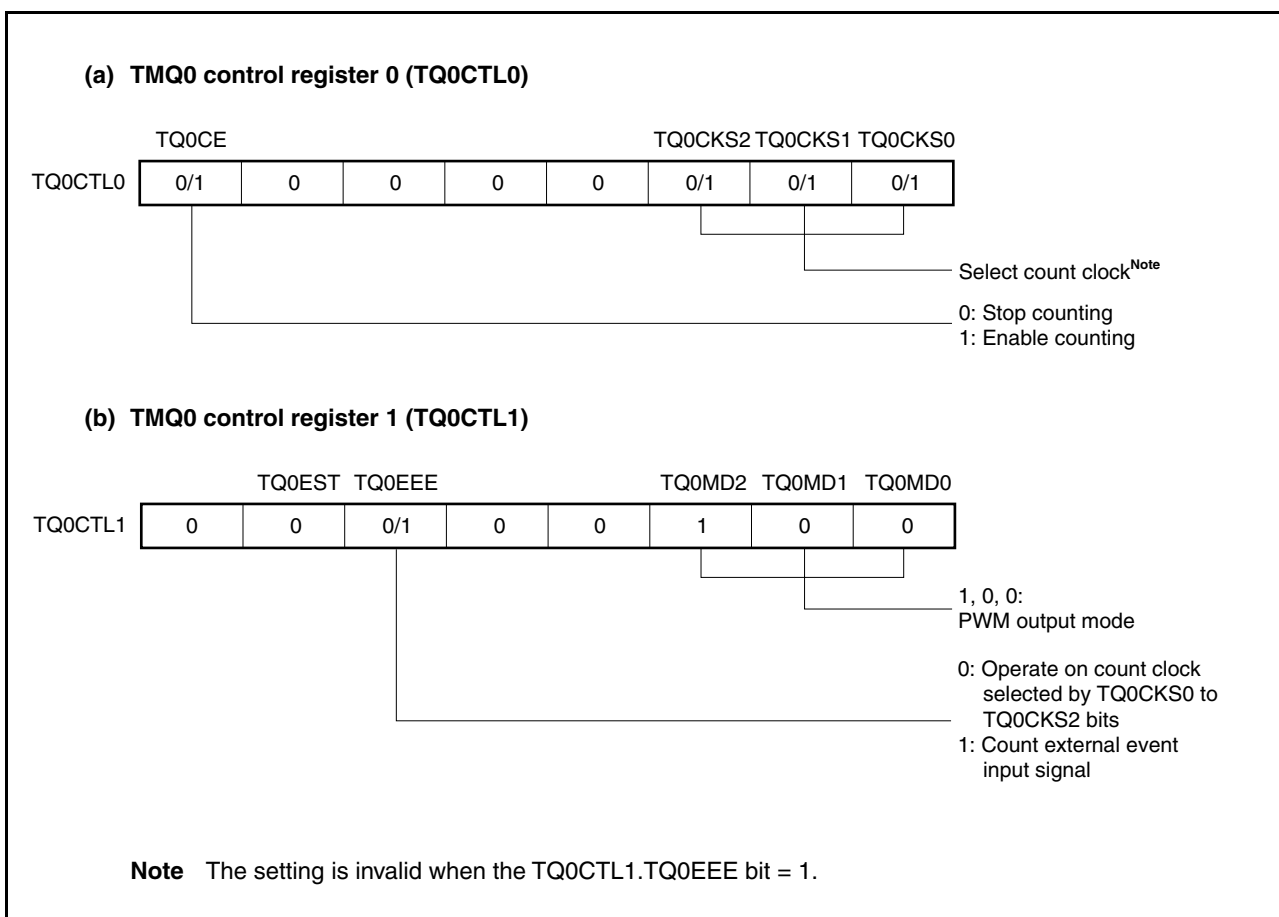 (a) TMQ0 control register 0 (TQ0CTL0)
TQ0CE TQ0CKS2 TQ0CKS1 TQ0CKS0
TQ0CTL0 0/1 0 0 0 0 0/1 0/1 0/1
Select count clockNote
0: Stop counting
1: Enable counting
(b) TMQ0 control register 1 (TQ0CTL1)
TQ0EST TQ0EEE TQ0MD2 TQ0MD1 TQ0MD0
TQ0CTL1 0 0 0/1 0 0 1 0 0
1, 0, 0:
PWM output mode
0: Operate on count clock
selected by TQ0CKS0 to
TQ0CKS2 bits
1: Count external event
input signal
Note The setting is invalid when the TQ0CTL1.TQ0EEE bit = 1.